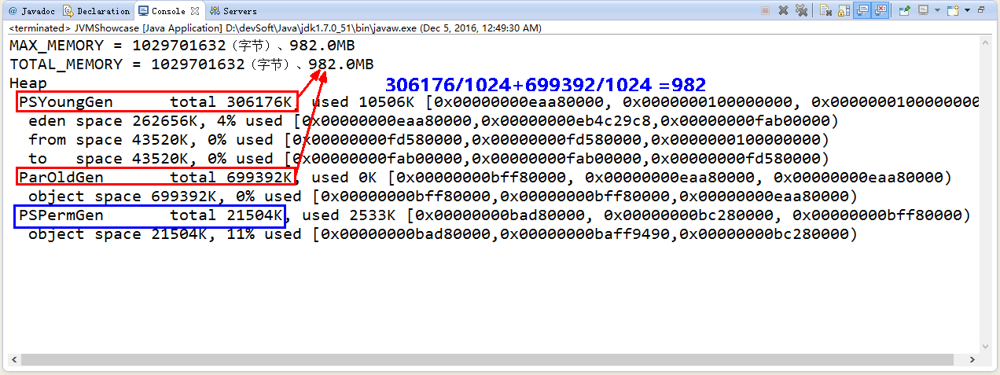 @ Javadoc Declaration Console Servers
<terminated> JVMShowcase [Java Application] D:\devSoft\Java\jdk1.7.0_51\bin\javaw.exe (Dec 5, 2016, 12:49:30 AM)
MAX_MEMORY = 1029701632（字节）、982.0MB
TOTAL_MEMORY = 1029701632（字节）、982.0MB
Heap
306176/1024+699392/1024 =982
PSYoungGen total 306176K, used 10506K [0x00000000eaa80000, 0x0000000100000000, 0x0000000100000000
eden space 262656K, 4% used [0x00000000eaa80000,0x00000000eb4c29c8,0x00000000fab00000)
from space 43520K, 0% used [0x00000000fd580000,0x00000000fd580000,0x0000000100000000)
to space 43520K, 0% used [0x00000000fab00000,0x00000000fab00000,0x00000000fd580000)
ParOldGen total 699392K, used 0K [0x00000000bff80000, 0x00000000eaa80000, 0x00000000eaa80000)
object space 699392K, 0% used [0x00000000bff80000,0x00000000bff80000,0x00000000eaa80000)
PSPermGen total 21504K, used 2533K [0x00000000bad80000, 0x00000000bc280000, 0x00000000bff80000)
object space 21504K, 11% used [0x00000000bad80000,0x00000000baff9490,0x00000000bc280000)